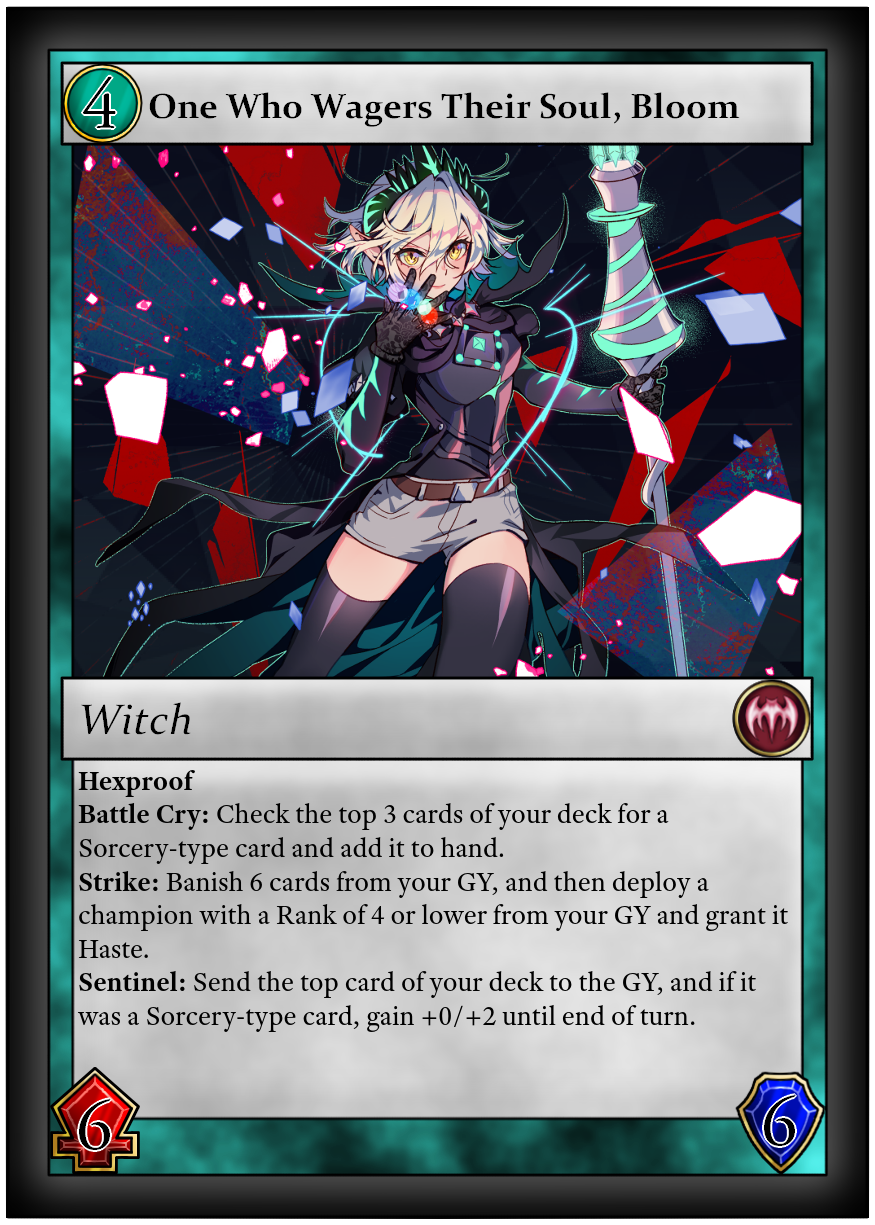 4 One Who Wagers Their Soul, Bloom
Witch
Hexproof
Battle Cry: Check the top 3 cards of your deck for a
Sorcery-type card and add it to hand.
Strike: Banish 6 cards from your GY, and then deploy a
champion with a Rank of 4 or lower from your GY and grant it
Haste.
Sentinel: Send the top card of your deck to the GY, and if it
was a Sorcery-type card, gain +0/+2 until end of turn.
6 6